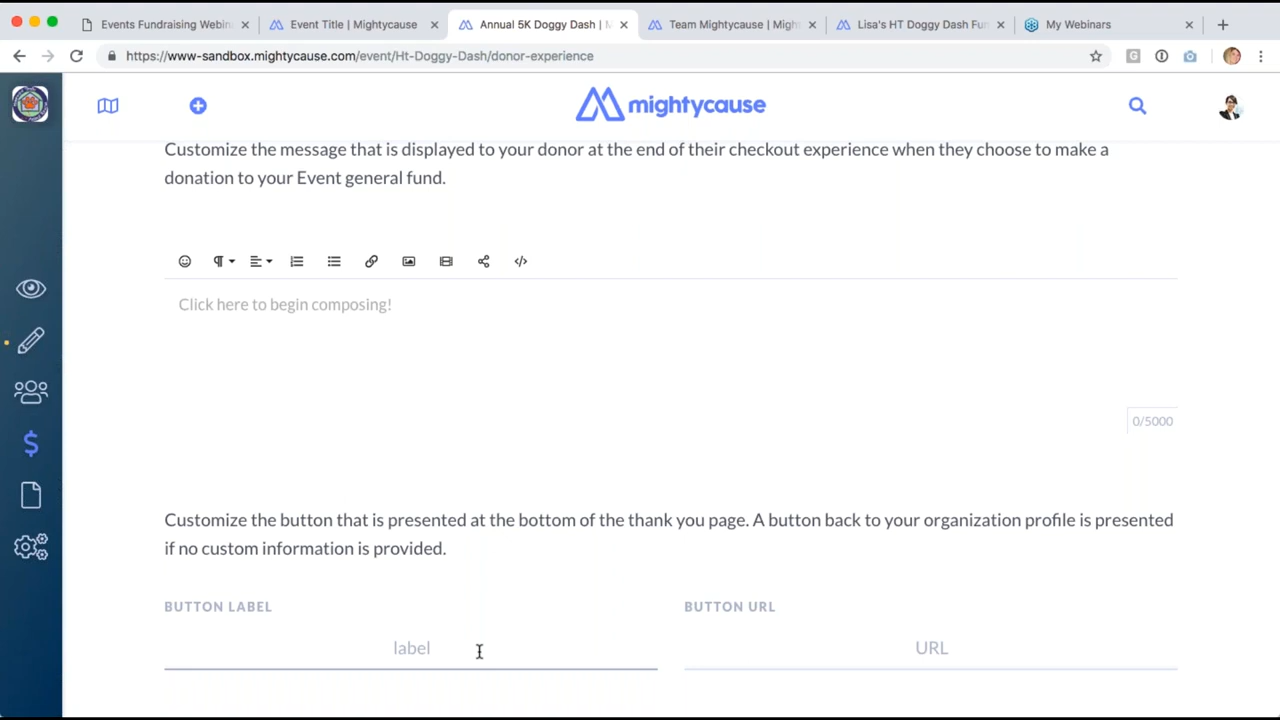 Events Fundraising Webin
Event Title | Mightycause
Annual 5K Doggy Dash | M
Team Mightycause | Migh
Lisa's HT Doggy Dash Fun
My Webinars
https://www-sandbox.mightycause.com/event/Ht-Doggy-Dash/donor-experience
mightycause
Customize the message that is displayed to your donor at the end of their checkout experience when they choose to make a
donation to your Event general fund.
Click here to begin composing!
0/5000
Customize the button that is presented at the bottom of the thank you page. A button back to your organization profile is presented
if no custom information is provided.
BUTTON LABEL
BUTTON URL
label
URL